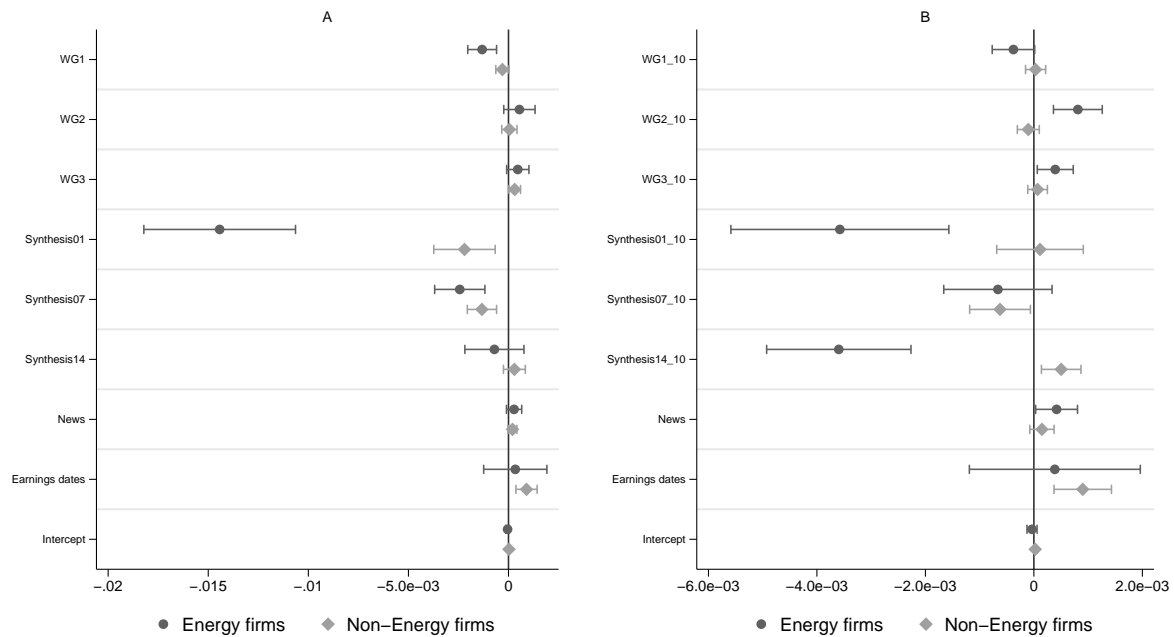 A
WG1
WG2
WG3
Synthesis01
Synthesis07
Synthesis14
News
Earnings dates
Intercept
−.02 −.015 −.01 −5.0e−03 0
Energy firms Non−Energy firms
B
WG1_10
WG2_10
WG3_10
Synthesis01_10
Synthesis07_10
Synthesis14_10
News
Earnings dates
Intercept
−6.0e−03 −4.0e−03 −2.0e−03 0 2.0e−03
Energy firms Non−Energy firms